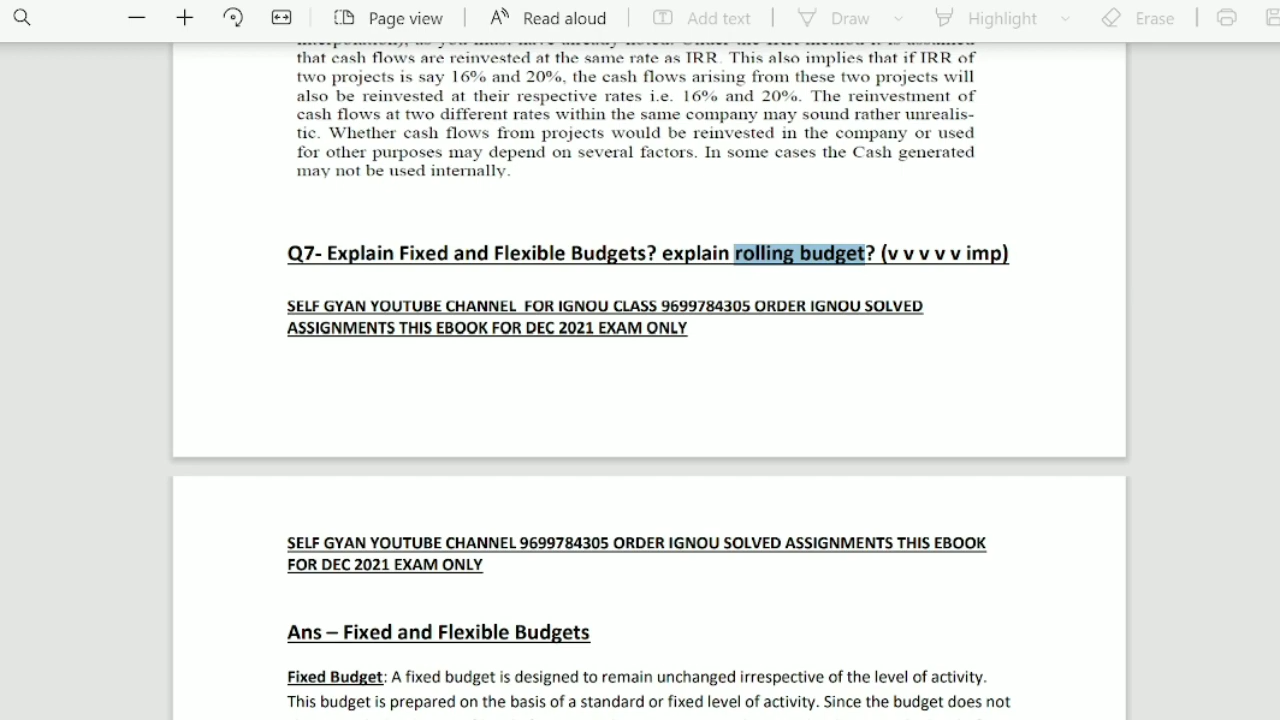 Page view
Read aloud
Add text
Draw
Highlight
Erase
that cash flows are reinvested at the same rate as IRR. This also implies that if IRR of
two projects is say 16% and 20%, the cash flows arising from these two projects will
also be reinvested at their respective rates i.e. 16% and 20%. The reinvestment of
cash flows at two different rates within the same company may sound rather unrealis-
tic. Whether cash flows from projects would be reinvested in the company or used
for other purposes may depend on several factors. In some cases the Cash generated
may not be used internally.
Q7- Explain Fixed and Flexible Budgets? explain rolling budget? (v v v v v imp)
SELF GYAN YOUTUBE CHANNEL FOR IGNOU CLASS 9699784305 ORDER IGNOU SOLVED
ASSIGNMENTS THIS EBOOK FOR DEC 2021 EXAM ONLY
SELF GYAN YOUTUBE CHANNEL 9699784305 ORDER IGNOU SOLVED ASSIGNMENTS THIS EBOOK
FOR DEC 2021 EXAM ONLY
Ans – Fixed and Flexible Budgets
Fixed Budget: A fixed budget is designed to remain unchanged irrespective of the level of activity.
This budget is prepared on the basis of a standard or fixed level of activity. Since the budget does not